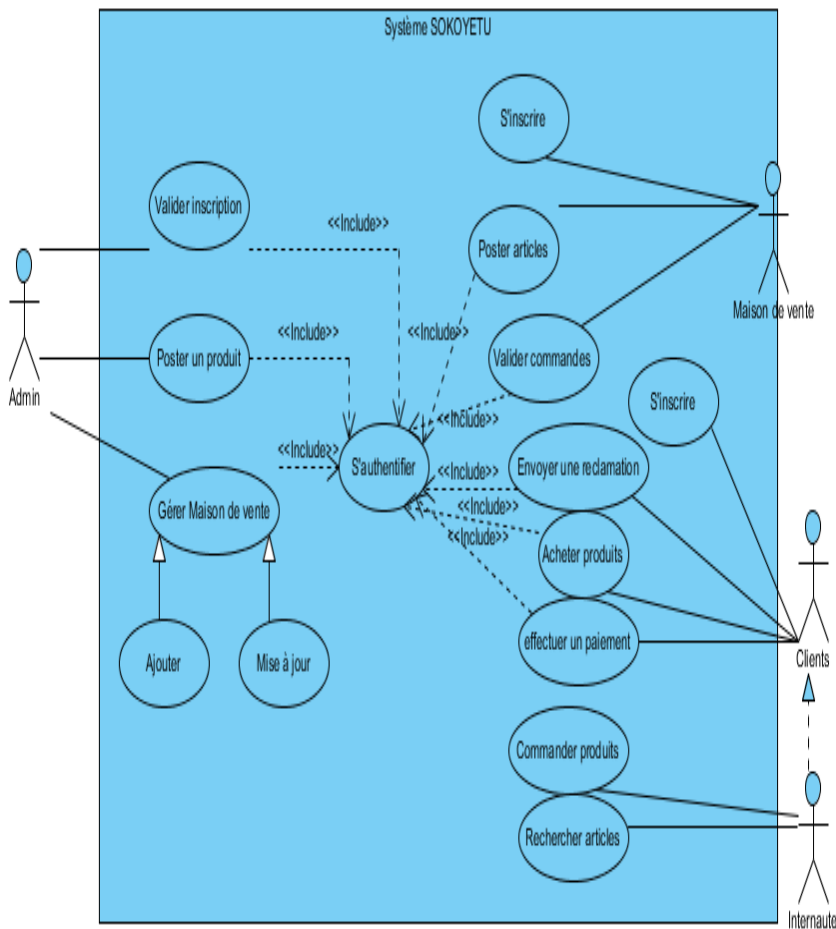 Système SOKOYETU
S'inscrire
Valider inscription
<<Include>>
Poster articles
Maison de vente
<<Include>>
<<Include>>
Poster un produit
Valider commandes
Admin
S'inscrire
<<Include>>
<<Include>>
S'authentifier
<<Include>>
Envoyer une reclamation
<<Include>>
Gérer Maison de vente
<<Include>>
Acheter produits
effectuer un paiement
Clients
Ajouter
Mise à jour
Commander produits
Rechercher articles
Internaute